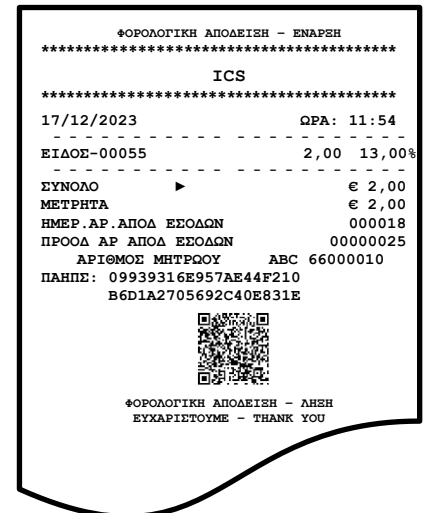 ΦΟΡΟΛΟΓΙΚΗ ΑΠΟΔΕΙΞΗ – ΕΝΑΡΞΗ
******************************************
ICS
******************************************
17/12/2023 ΩΡΑ: 11:54
- - - - - - - - - - - - - - - - - - - - -
ΕΙΔΟΣ-00055 2,00 13,00%
- - - - - - - - - - - - - - - - - - - - -
ΣΥΝΟΛΟ ► € 2,00
ΜΕΤΡΗΤΑ € 2,00
ΗΜΕΡ.ΑΡ.ΑΠΟΔ ΕΣΟΔΩΝ 000018
ΠΡΟΟΔ ΑΡ ΑΠΟΔ ΕΣΟΔΩΝ 00000025
ΑΡΙΘΜΟΣ ΜΗΤΡΩΟΥ ABC 66000010
ΠΑΗΠΣ: 09939316E957AE44F210
B6D1A2705692C40E831E
ΦΟΡΟΛΟΓΙΚΗ ΑΠΟΔΕΙΞΗ – ΛΗΞΗ
ΕΥΧΑΡΙΣΤΟΥΜΕ – THANK YOU